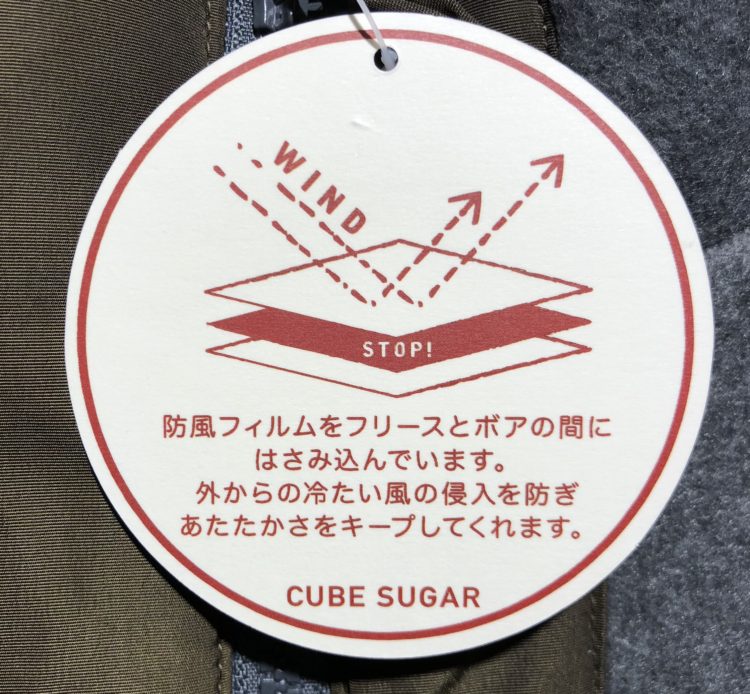 WIND
STOP!
防風フィルムをフリースとボアの間に
はさみ込んでいます。
外からの冷たい風の侵入を防ぎ
あたたかさをキープしてくれます。
CUBE SUGAR